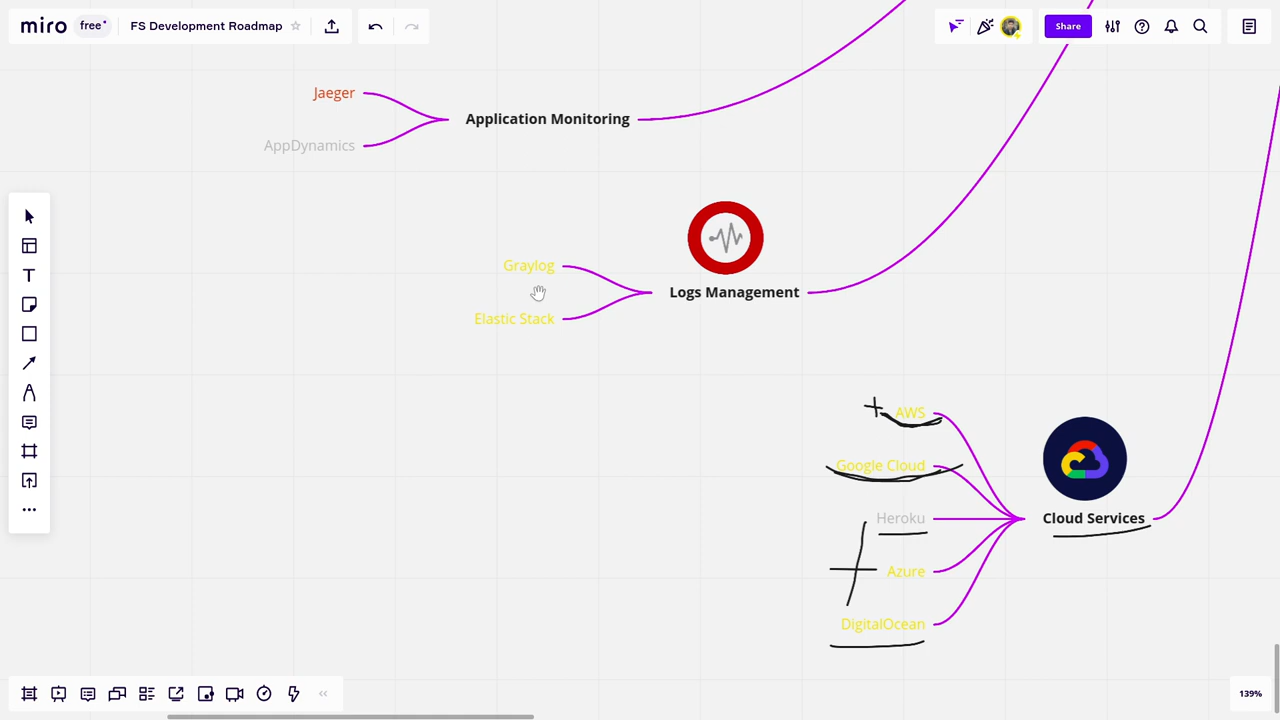 miro
free
FS Development Roadmap
Share
Jaeger
Application Monitoring
AppDynamics
Graylog
Logs Management
Elastic Stack
AWS
Google Cloud
Heroku
Cloud Services
Azure
DigitalOcean
139%